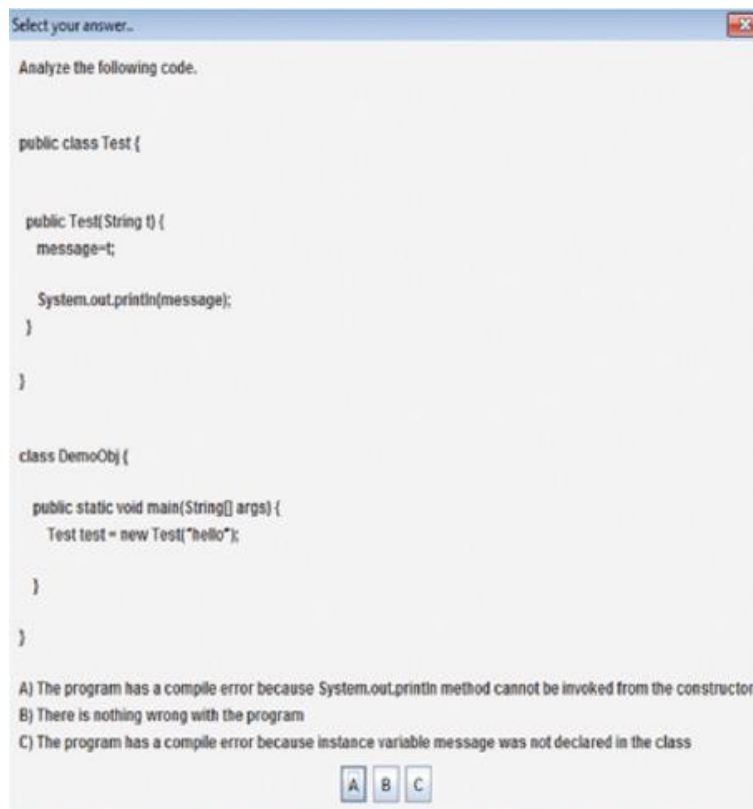 Select your answer..
Analyze the following code.
public class Test {
public Test(String t) {
message=t;
System.out.println(message);
}
}
class DemoObj {
public static void main(String[] args) {
Test test = new Test("hello");
}
}
A) The program has a compile error because System.out.println method cannot be invoked from the constructor
B) There is nothing wrong with the program
C) The program has a compile error because instance variable message was not declared in the class
A B C